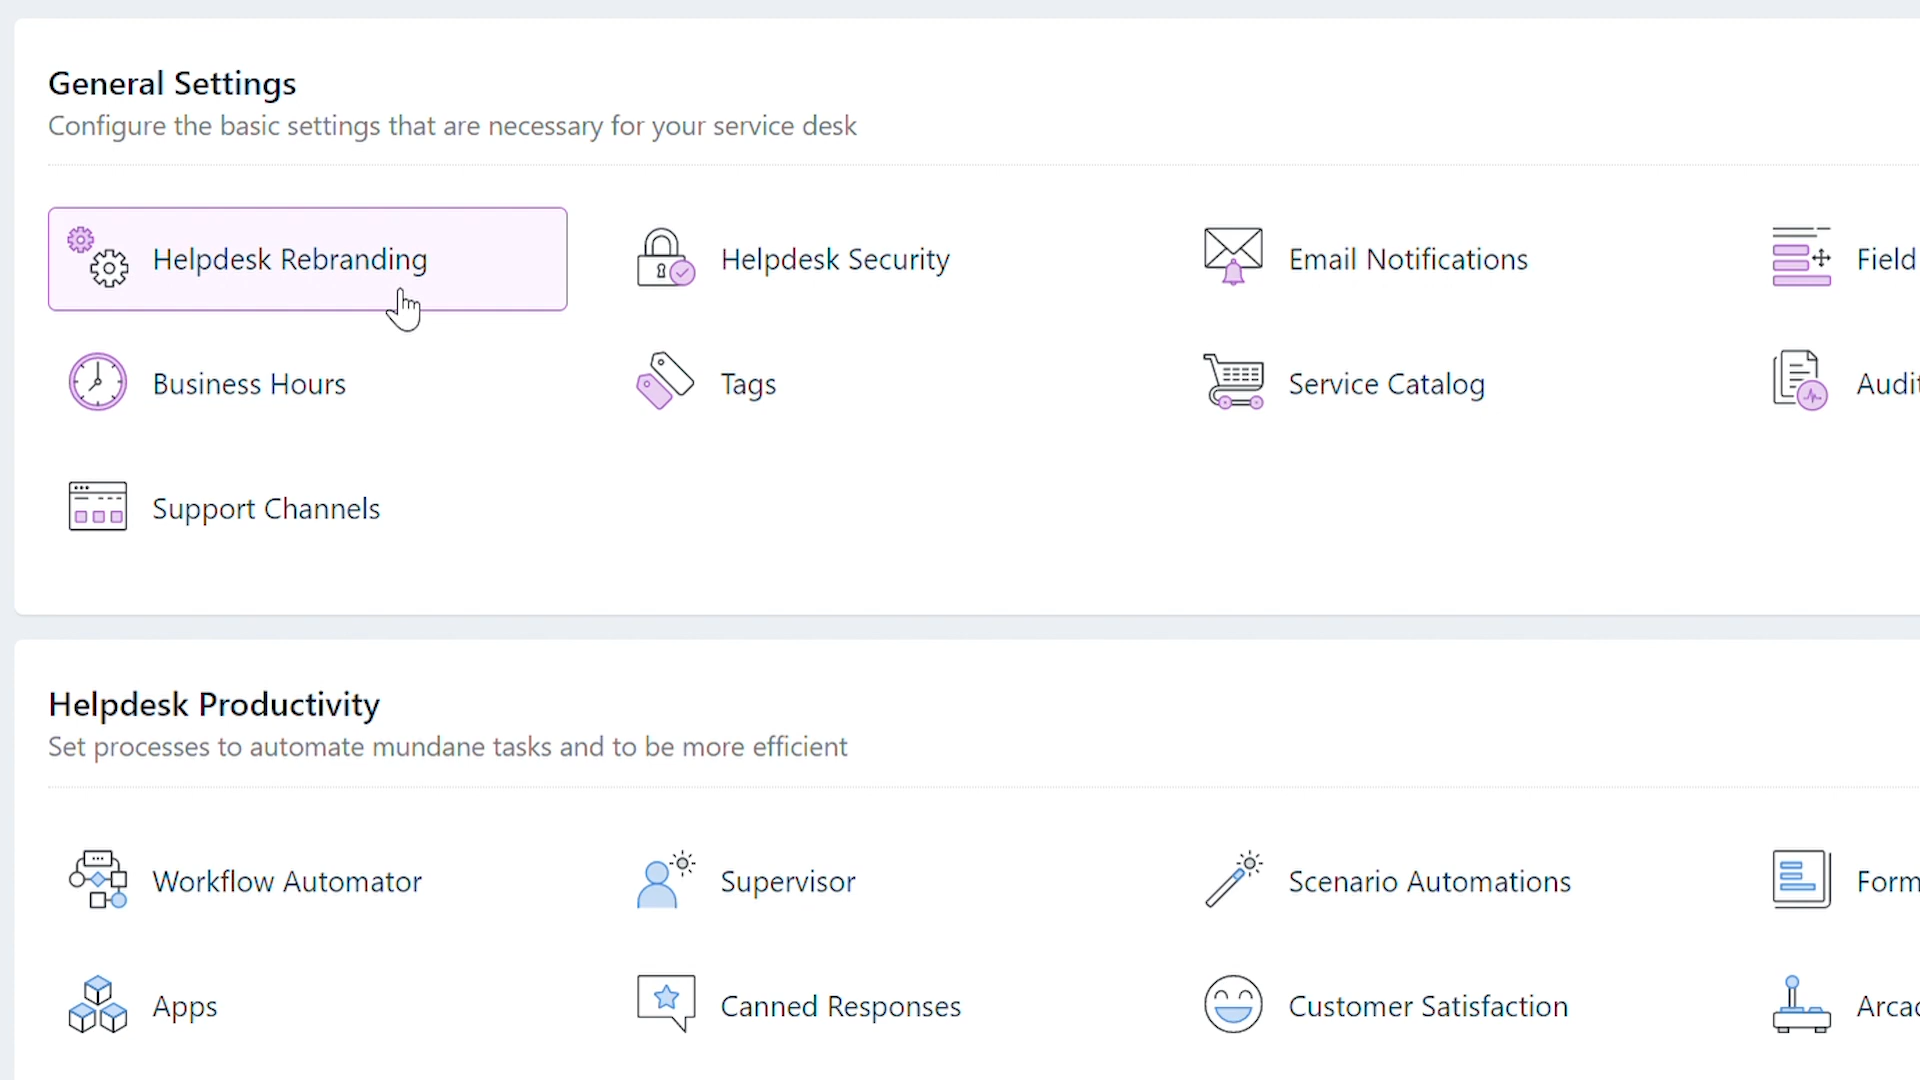 General Settings
Configure the basic settings that are necessary for your service desk
Helpdesk Rebranding
Helpdesk Security
Email Notifications
Field
Business Hours
Tags
Service Catalog
Audit
Support Channels
Helpdesk Productivity
Set processes to automate mundane tasks and to be more efficient
Workflow Automator
Supervisor
Scenario Automations
Form
Apps
Canned Responses
Customer Satisfaction
Arcad